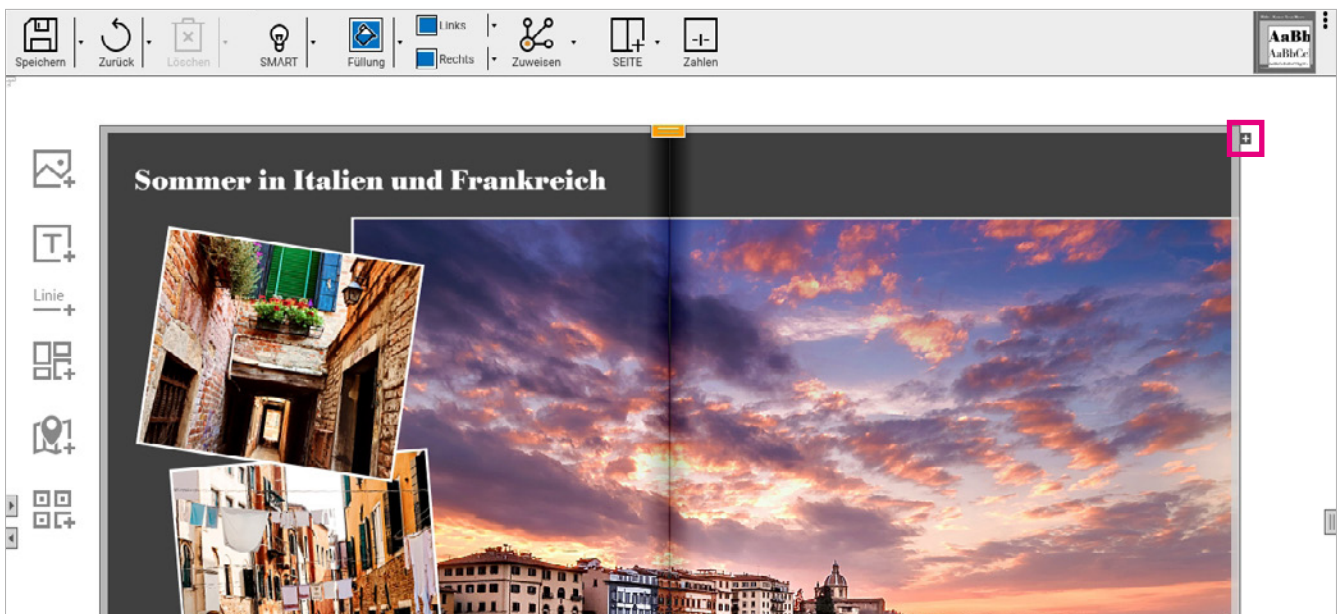 Links
Rechts
Speichern
Zurück
Löschen
SMART
Füllung
Zuweisen
SEITE
Zahlen
AaBb
AaBbCc
Sommer in Italien und Frankreich
T
Linie